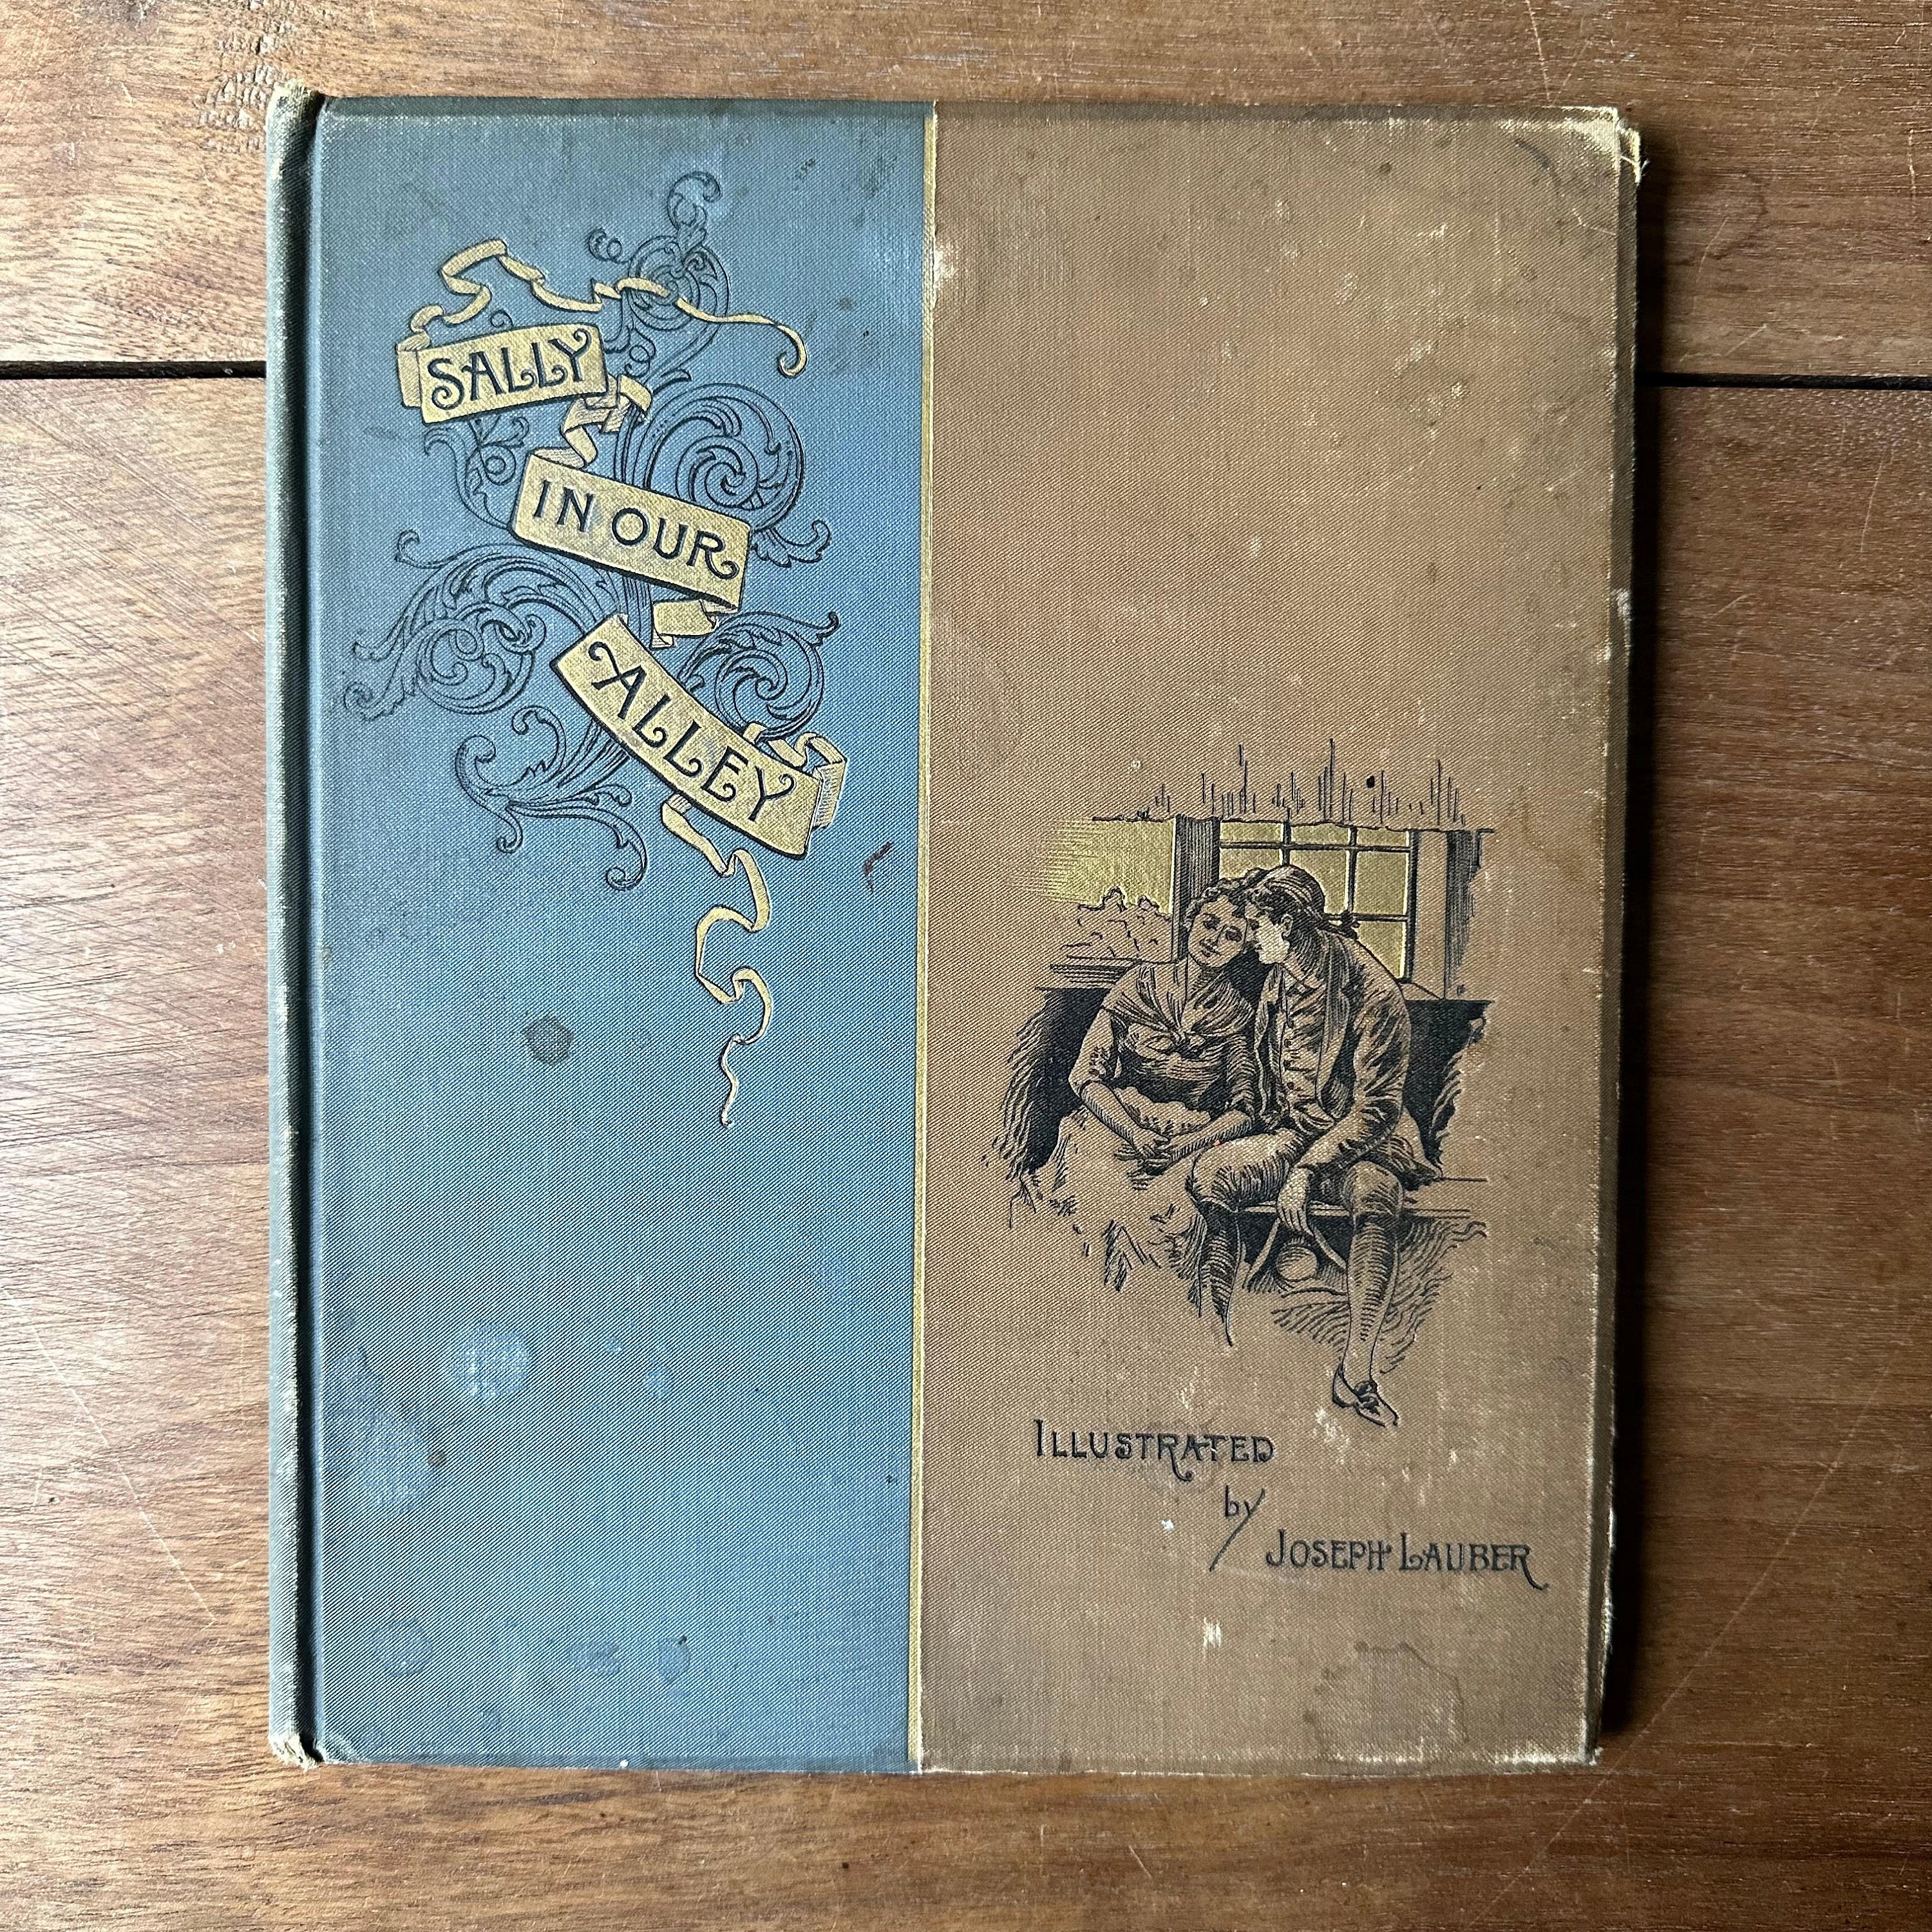 SALLY
IN OUR
ALLEY
ILLUSTRATED
by
JOSEPH LAUBER